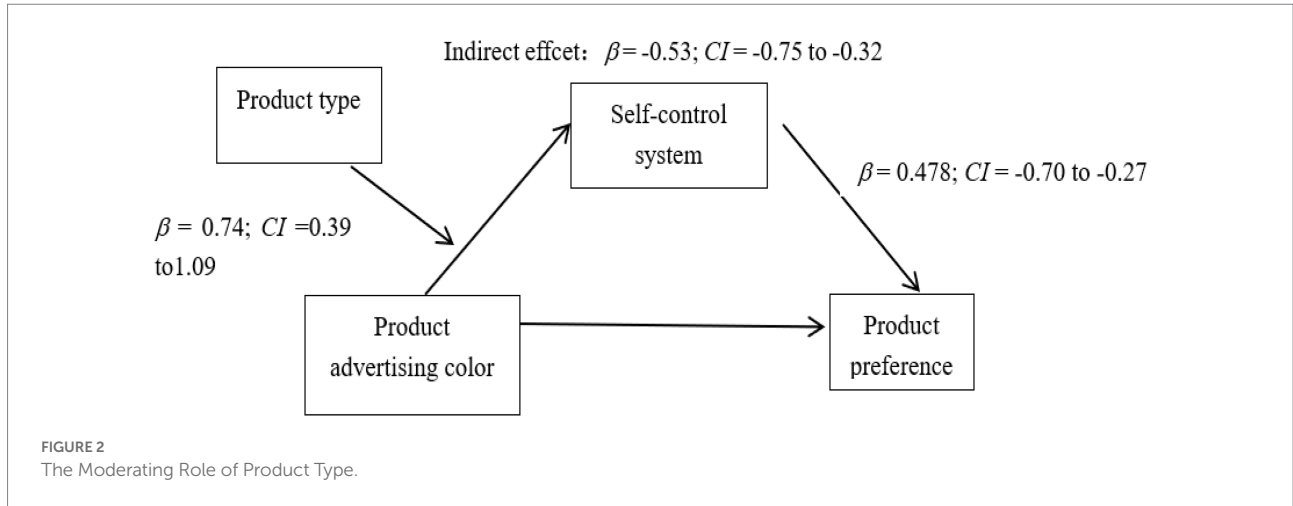 Indirect effcet: β = -0.53; CI = -0.75 to -0.32
Product type
Self-control
system
β = 0.478; CI = -0.70 to -0.27
β = 0.74; CI =0.39
to1.09
Product
advertising color
Product
preference
FIGURE 2
The Moderating Role of Product Type.